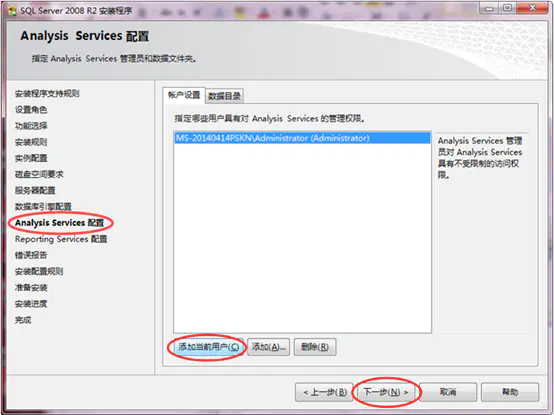 SQL Server 2008 R2 安装程序
Analysis Services 配置
指定 Analysis Services 管理员和数据文件夹。
安装程序支持规则
设置角色
功能选择
安装规则
实例配置
磁盘空间要求
服务器配置
数据库引擎配置
Analysis Services 配置
Reporting Services 配置
错误报告
安装配置规则
准备安装
安装进度
完成
帐户设置 数据目录
指定哪些用户具有对 Analysis Services 的管理权限。
MS-20140414PSKN\Administrator (Administrator)
Analysis Services 管理
员对 Analysis Services
具有不受限制的访问权
限。
添加当前用户(C) 添加(A)... 删除(R)
< 上一步(B) 下一步(N) > 取消 帮助